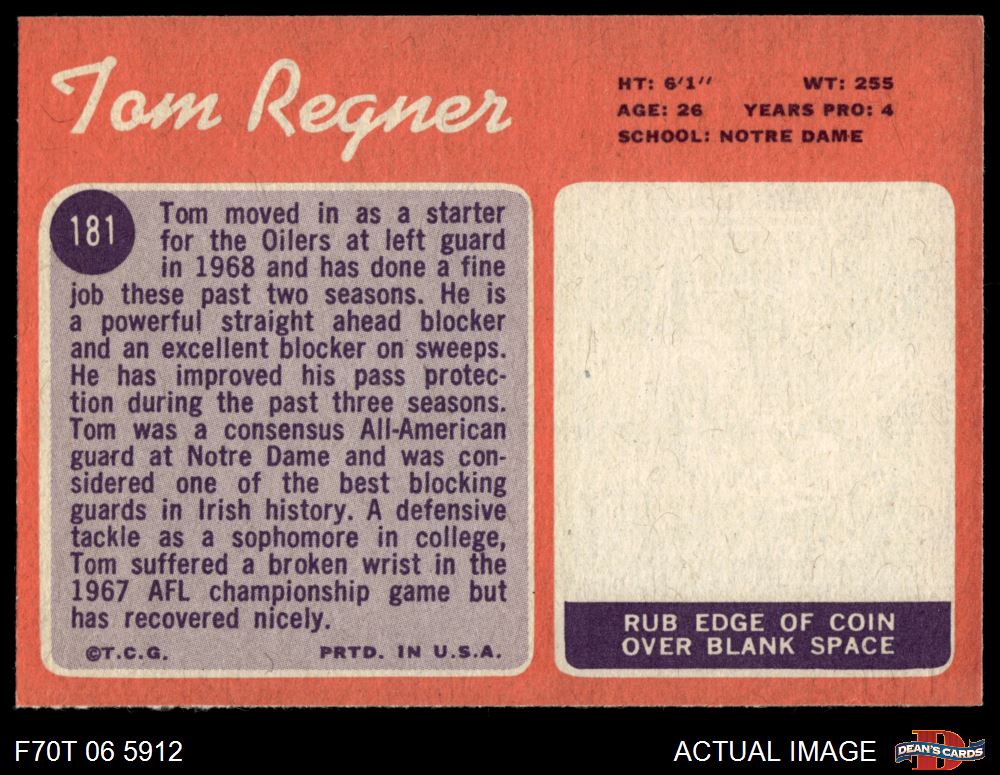 Tom Regner
HT: 6'1'' WT: 255
AGE: 26 YEARS PRO: 4
SCHOOL: NOTRE DAME
181
Tom moved in as a starter
for the Oilers at left guard
in 1968 and has done a fine
job these past two seasons. He is
a powerful straight ahead blocker
and an excellent blocker on sweeps.
He has improved his pass protec-
tion during the past three seasons.
Tom was a consensus All-American
guard at Notre Dame and was con-
sidered one of the best blocking
guards in Irish history. A defensive
tackle as a sophomore in college,
Tom suffered a broken wrist in the
1967 AFL championship game but
has recovered nicely.
©T.C.G. PRTD. IN U.S.A.
RUB EDGE OF COIN
OVER BLANK SPACE
F70T 06 5912
ACTUAL IMAGE
DEAN'S CARDS